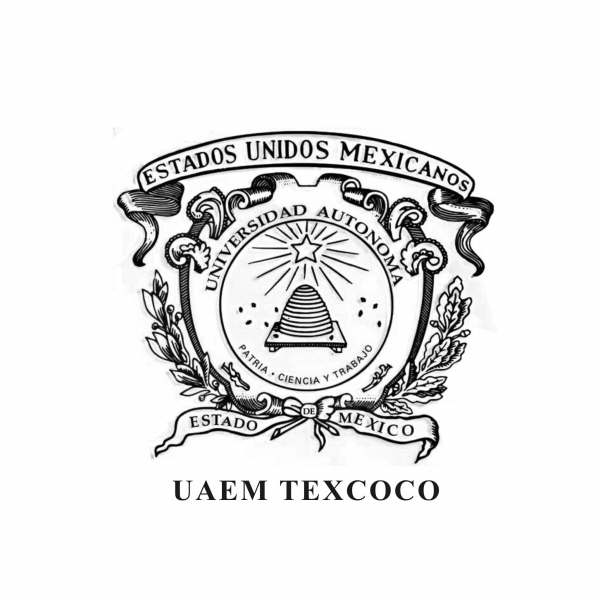 ESTADOS UNIDOS MEXICANOS
UNIVERSIDAD AUTONOMA
PATRIA • CIENCIA Y TRABAJO
ESTADO DE MEXICO
UAEM TEXCOCO